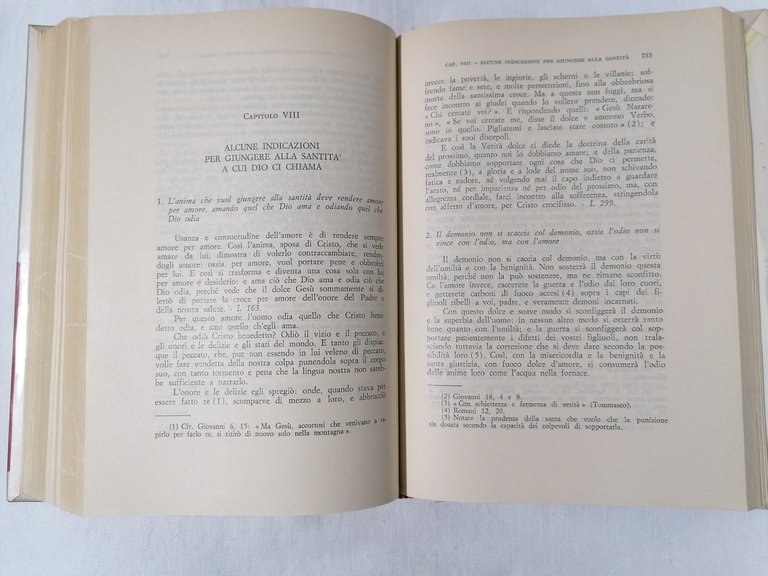 CAPITOLO VIII
ALCUNE INDICAZIONI
PER GIUNGERE ALLA SANTITA'
A CUI DIO CI CHIAMA
1. L'anima che vuol giungere alla santità deve rendere amore
per amore, amando quel che Dio ama e odiando quel che
Dio odia
Usanza e consuetudine dell'amore è di rendere sempre
amore per amore. Così l'anima, sposa di Cristo, che si vede
amare da lui, dimostra di volerlo contraccambiare, renden-
dogli amore: ossia, per amore, vuol portare pene e obbrobri
per lui. E così si trasforma e diventa una cosa sola con lui
per amore e desiderio: e ama ciò che Dio ama e odia ciò che
Dio odia, perché vede che il dolce Gesù sommamente si di-
lettò di portare la croce per amore dell'onore del Padre e
della nostra salute. - L 163.
Per questo amore l'uomo odia quello che Cristo bene-
detto odia, e ama quello ch'egli ama.
Che odiò Cristo benedetto? Odiò il vizio e il peccato, e
gli onori e le delizie e gli stati del mondo. E tanto gli dispiac-
que il peccato, che, pur non essendo in lui veleno di peccato,
volle fare vendetta della nostra colpa punendola sopra il corpo
suo, con tanto tormento e pena che la lingua nostra non sareb-
be sufficiente a narrarlo.
L'onore e le delizie egli spregiò: onde, quando stava per
essere fatto re (1), scomparve di mezzo a loro, e abbracciò
(1) Cfr. Giovanni 6, 15: « Ma Gesù, accortosi che venivano a ra-
pirlo per farlo re, si ritirò di nuovo solo nella montagna ».
CAP. VIII - ALCUNE INDICAZIONI PER GIUNGERE ALLA SANTITÀ 733
invece la povertà, le ingiurie, gli scherni e le villanie; sof-
frendo fame e sete, e molte persecuzioni, fino alla obbrobriosa
morte della santissima croce. Ma a questa non fuggì, ma si
fece incontro ai giudei quando lo vollero prendere, dicendo:
« Chi cercate voi? ». E rispondendo quelli: « Gesù Nazare-
no », « Se voi cercate me, disse il dolce e amoroso Verbo,
sono io quello. Pigliatemi e lasciate stare costoro » (2); e
indicava i suoi discepoli.
E così la Verità dolce ci diede la dottrina della carità
del prossimo, quanto noi lo dobbiamo amare; e della pazienza,
come dobbiamo sopportare ogni cosa che Dio ci permette,
realmente (3), a gloria e a lode del nome suo, non schivando
fatica e sudore, né volgendo mai il capo indietro a guardare
l'arato, né per impazienza né per odio del prossimo, ma, con
allegrezza cordiale, farci incontro alla sofferenza, stringendola
con affetto d'amore, per Cristo crocifisso. - L 299.
2. Il demonio non si scaccia col demonio, ossia l'odio non si
vince con l'odio, ma con l'amore
Il demonio non si caccia col demonio, ma con la virtù
dell'umiltà e con la benignità. Non sosterrà il demonio questa
umiltà, perché non la può sostenere, ma ne rimane sconfitto.
Con l'amore invece, caccerete la guerra e l'odio dai loro cuori,
e getterete carboni di fuoco accesi (4) sopra i capi dei fi-
glioli ribelli a voi, padre, e veramente demoni incarnati.
Con questo dolce e soave modo si sconfiggerà il demonio
e la superbia dell'uomo: in nessun altro modo si otterrà tanto
bene quanto con l'umiltà; e la guerra si sconfiggerà col sop-
portare pazientemente i difetti dei vostri figliuoli, non tra-
lasciando tuttavia la correzione che si deve dare secondo la pos-
sibilità loro (5). Così, con la misericordia e la benignità e la
santa giustizia, con fuoco dolce d'amore, si consumerà l'odio
delle anime loro come l'acqua nella fornace.
(2) Giovanni 18, 4 e 8.
(3) « Con schiettezza e fermezza di verità » (Tommaseo).
(4) Romani 12, 20.
(5) Notare la prudenza della santa che vuole che la punizione
sia dosata secondo la capacità dei colpevoli di sopportarla.